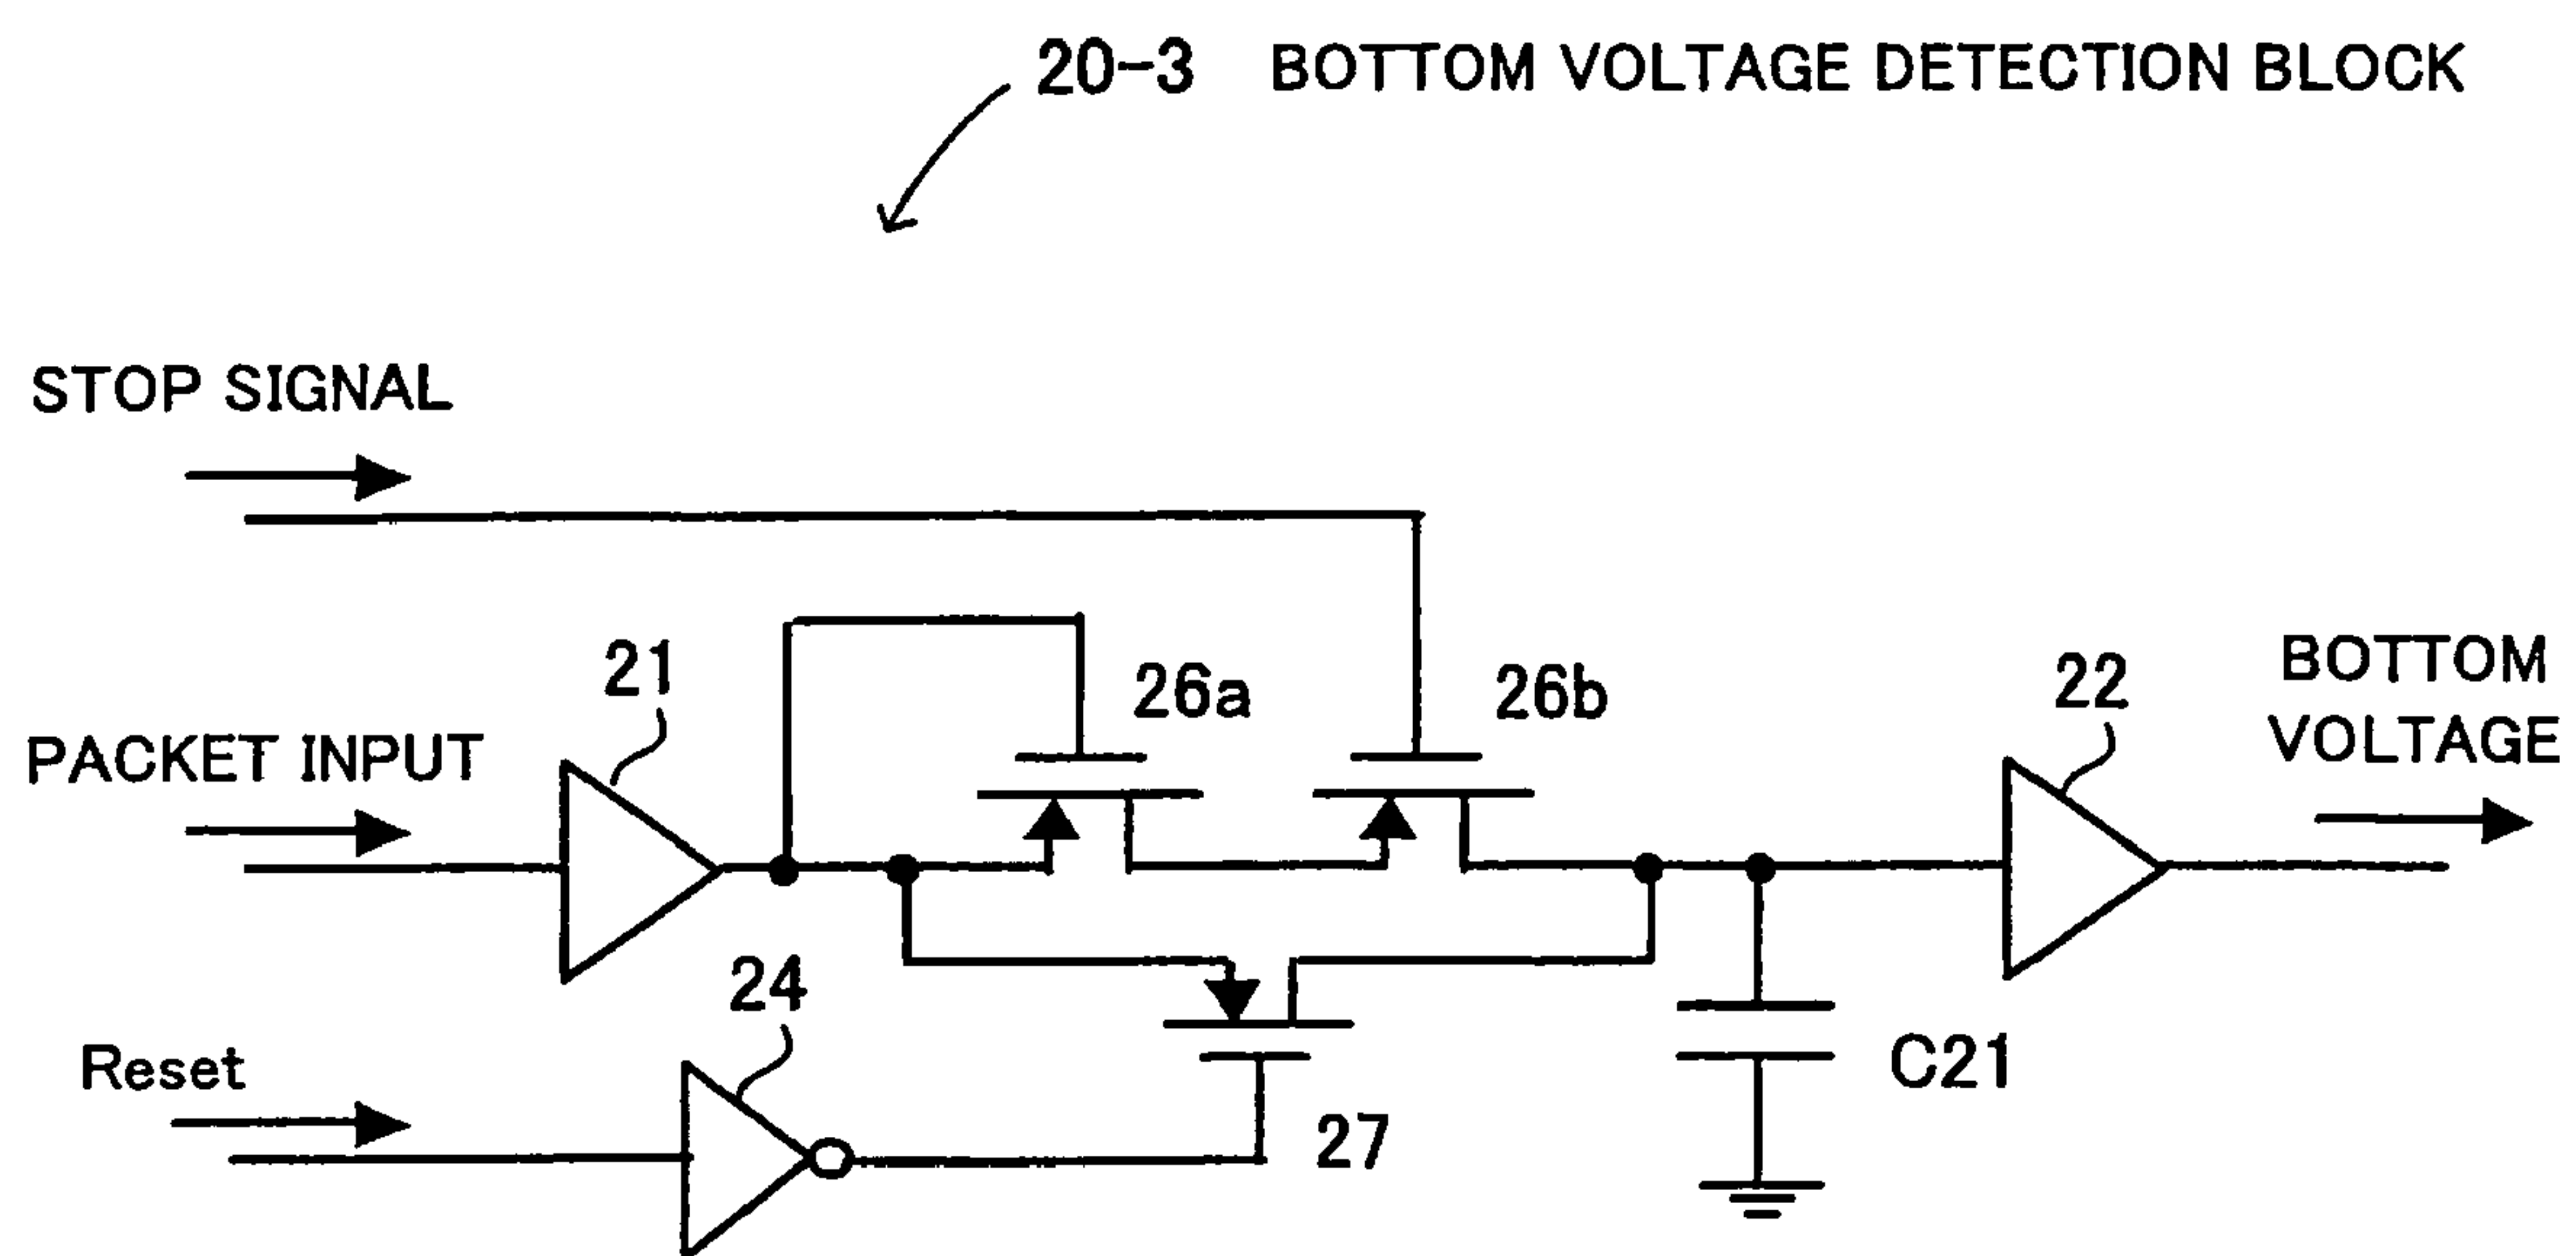 20-3 BOTTOM VOLTAGE DETECTION BLOCK
STOP SIGNAL
21
26a
26b
22
BOTTOM
VOLTAGE
PACKET INPUT
24
Reset
27
C21